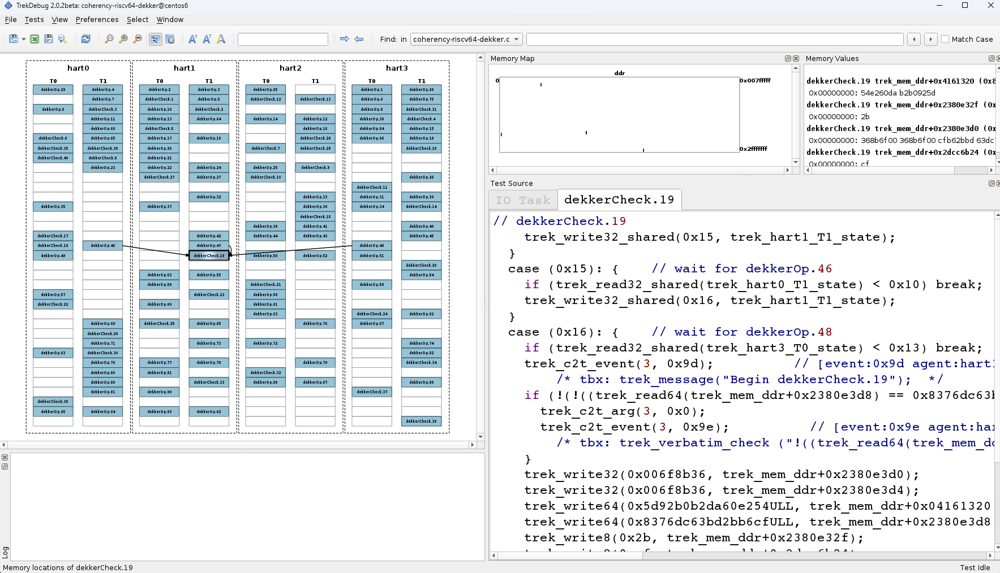 TrekDebug 2.0.2beta: coherency-riscv64-dekker@centos6
File Tests View Preferences Select Window
Find: in coherency-riscv64-dekker.c Match Case
hart0 hart1 hart2 hart3
T0 T1 T0 T1 T0 T1 T0 T1
dekkerOp.29 dekkerOp.4 dekkerOp.2 dekkerOp.3 dekkerOp.65 dekkerOp.1 dekkerOp.28
dekkerOp.7 dekkerCheck.1 dekkerOp.5 dekkerCheck.12 dekkerCheck.13 dekkerOp.6 dekkerOp.75
dekkerOp.9 dekkerCheck.3 dekkerOp.10 dekkerCheck.2 dekkerOp.8 dekkerCheck.31
dekkerOp.11 dekkerOp.13 dekkerOp.64 dekkerOp.14 dekkerOp.12 dekkerOp.38 dekkerCheck.4
dekkerOp.66 dekkerCheck.5 dekkerOp.16 dekkerOp.84 dekkerOp.15
dekkerCheck.6 dekkerOp.85 dekkerOp.17 dekkerOp.19 dekkerCheck.26 dekkerOp.96 dekkerOp.18
dekkerCheck.35 dekkerCheck.36 dekkerOp.20 dekkerCheck.7 dekkerCheck.28 dekkerCheck.16
dekkerCheck.40 dekkerCheck.8 dekkerOp.21
dekkerOp.23 dekkerOp.22 dekkerOp.24 dekkerOp.25 dekkerCheck.9
dekkerCheck.27 dekkerOp.27 dekkerCheck.10 dekkerOp.26
dekkerCheck.11
dekkerOp.32 dekkerOp.33 dekkerOp.31 dekkerOp.30
dekkerOp.35 dekkerOp.37 dekkerOp.36 dekkerOp.34 dekkerCheck.14
dekkerCheck.15
dekkerOp.39 dekkerOp.41 dekkerOp.40
dekkerCheck.17 dekkerOp.42 dekkerOp.44 dekkerOp.43 dekkerOp.45
dekkerCheck.18 dekkerOp.46 dekkerOp.47 dekkerOp.48
dekkerOp.49 dekkerCheck.19 dekkerOp.50 dekkerOp.52 dekkerOp.51
dekkerCheck.20
dekkerOp.53 dekkerOp.55 dekkerOp.54
dekkerOp.59 dekkerCheck.21 dekkerOp.58
dekkerOp.57 dekkerCheck.23 dekkerOp.56
dekkerCheck.22 dekkerOp.60 dekkerOp.61
dekkerOp.63 dekkerCheck.24 dekkerOp.62
dekkerOp.69 dekkerCheck.25 dekkerOp.68 dekkerOp.70 dekkerOp.67
dekkerCheck.29
dekkerOp.71 dekkerOp.73 dekkerOp.72 dekkerOp.74
dekkerOp.83 dekkerCheck.30 dekkerOp.82
dekkerOp.76 dekkerOp.77 dekkerOp.78 dekkerOp.79 dekkerCheck.34
dekkerOp.80 dekkerOp.81 dekkerCheck.32
dekkerOp.88 dekkerCheck.33 dekkerOp.89 dekkerOp.87 dekkerOp.86
dekkerOp.91 dekkerOp.90 dekkerCheck.37
dekkerCheck.38
dekkerOp.95 dekkerOp.94 dekkerOp.93 dekkerOp.92
dekkerCheck.39
Log
Memory Map
ddr
0 0x007fffff
0x2fffffff
Memory Values
dekkerCheck.19 trek_mem_ddr+0x4161320 (0x8
0x00000000: 54e260da b2b0925d
dekkerCheck.19 trek_mem_ddr+0x2380e32f (0x
0x00000000: 2b
dekkerCheck.19 trek_mem_ddr+0x2380e3d0 (0x
0x00000000: 368b6f00 368b6f00 cfb62bbd 63dc
dekkerCheck.19 trek_mem_ddr+0x2dcc6b24 (0x
0x00000000: cf
Test Source
IO Task dekkerCheck.19
// dekkerCheck.19
trek_write32_shared(0x15, trek_hart1_T1_state);
}
case (0x15): { // wait for dekkerOp.46
if (trek_read32_shared(trek_hart0_T1_state) < 0x10) break;
trek_write32_shared(0x16, trek_hart1_T1_state);
}
case (0x16): { // wait for dekkerOp.48
if (trek_read32_shared(trek_hart3_T0_state) < 0x13) break;
trek_c2t_event(3, 0x9d); // [event:0x9d agent:hart1
/* tbx: trek_message("Begin dekkerCheck.19"); */
if (!(!((trek_read64(trek_mem_ddr+0x2380e3d8) == 0x8376dc63b
trek_c2t_arg(3, 0x0);
trek_c2t_event(3, 0x9e); // [event:0x9e agent:har
/* tbx: trek_verbatim_check ("!((trek_read64(trek_mem_dd
}
trek_write32(0x006f8b36, trek_mem_ddr+0x2380e3d0);
trek_write32(0x006f8b36, trek_mem_ddr+0x2380e3d4);
trek_write64(0x5d92b0b2da60e254ULL, trek_mem_ddr+0x04161320
trek_write64(0x8376dc63bd2bb6cfULL, trek_mem_ddr+0x2380e3d8
trek_write8(0x2b, trek_mem_ddr+0x2380e32f);
Memory locations of dekkerCheck.19
Test Idle